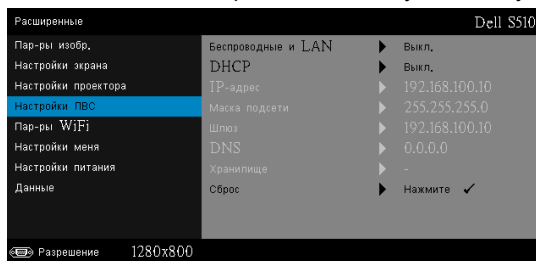 Расширенные Dell S510
Пар-ры изобр.
Настройки экрана
Настройки проектора
Настройки ЛВС
Пар-ры WiFi
Настройки меня
Настройки питания
Данные
Беспроводные и LAN Выкл.
DHCP Выкл.
IP-адрес 192.168.100.10
Маска подсети 255.255.255.0
Шлюз 192.168.100.10
DNS 0.0.0.0
Хранилище -
Сброс Нажмите ✓
Разрешение 1280x800